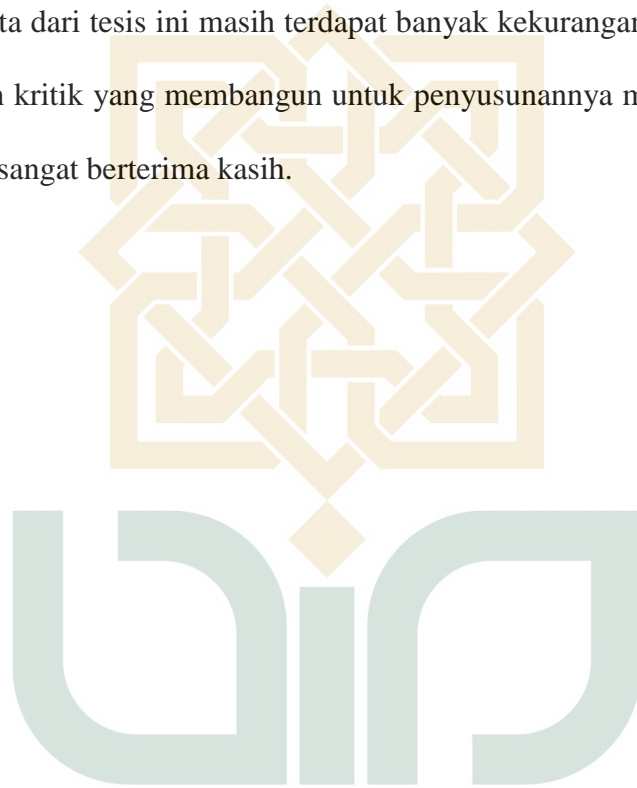 ta dari tesis ini masih terdapat banyak kekurangan
n kritik yang membangun untuk penyusunannya m
sangat berterima kasih.